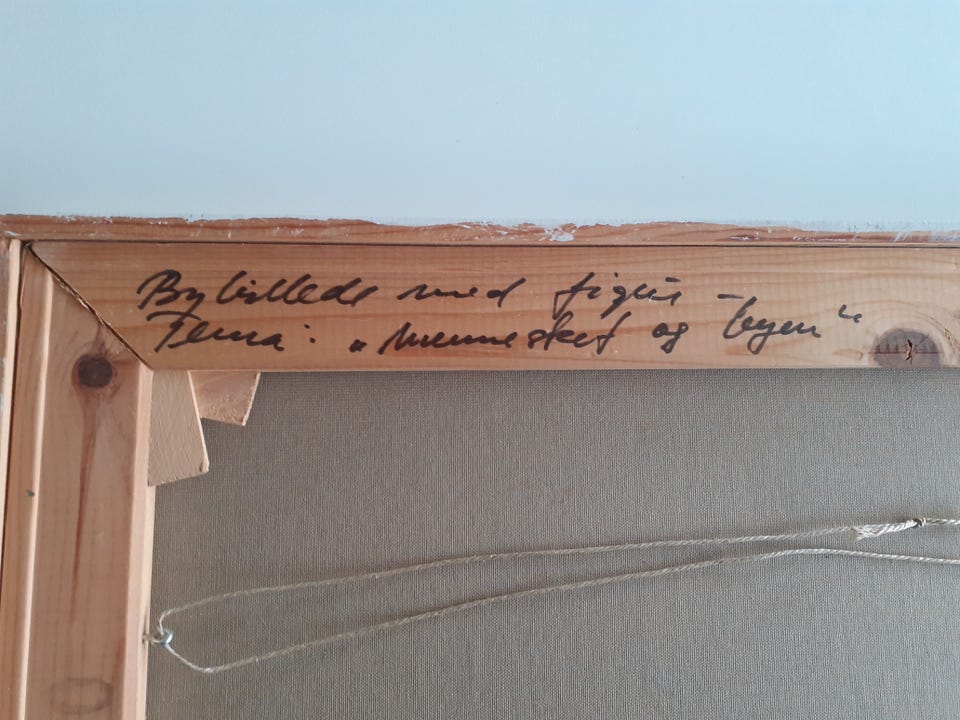 Bybillede med figur –
Tema: „mennesket og byen“